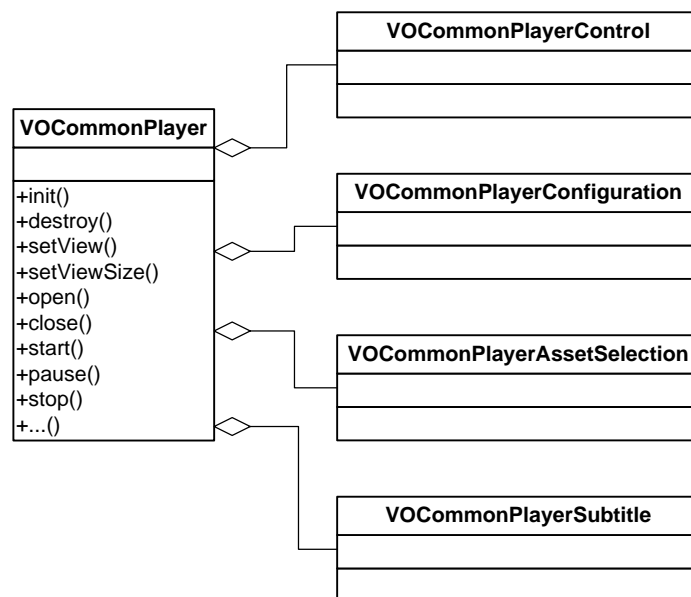 VOCommonPlayerControl
VOCommonPlayer
+init()
+destroy()
+setView()
+setViewSize()
+open()
+close()
+start()
+pause()
+stop()
+...()
VOCommonPlayerConfiguration
VOCommonPlayerAssetSelection
VOCommonPlayerSubtitle